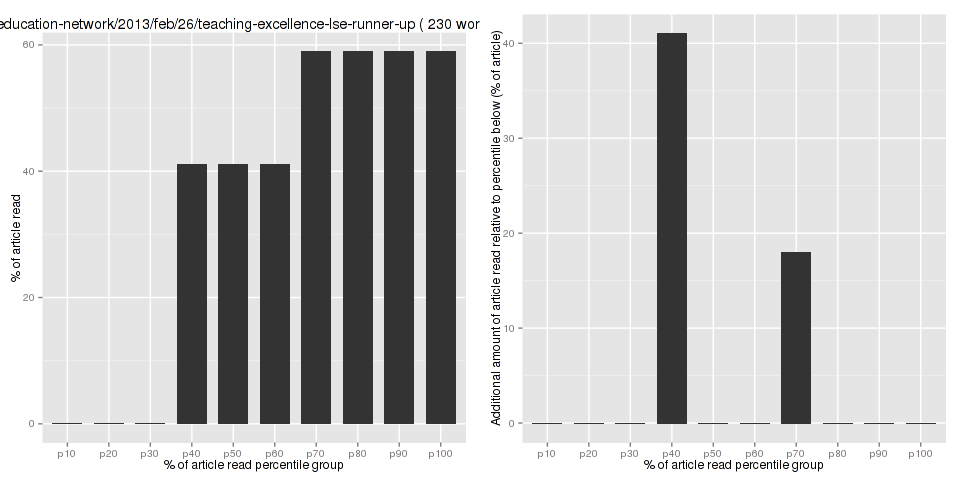 education-network/2013/feb/26/teaching-excellence-lse-runner-up ( 230 wor
% of article read
60
40
20
0
p10 p20 p30 p40 p50 p60 p70 p80 p90 p100
% of article read percentile group
Additional amount of article read relative to percentile below (% of article)
40
30
20
10
0
p10 p20 p30 p40 p50 p60 p70 p80 p90 p100
% of article read percentile group